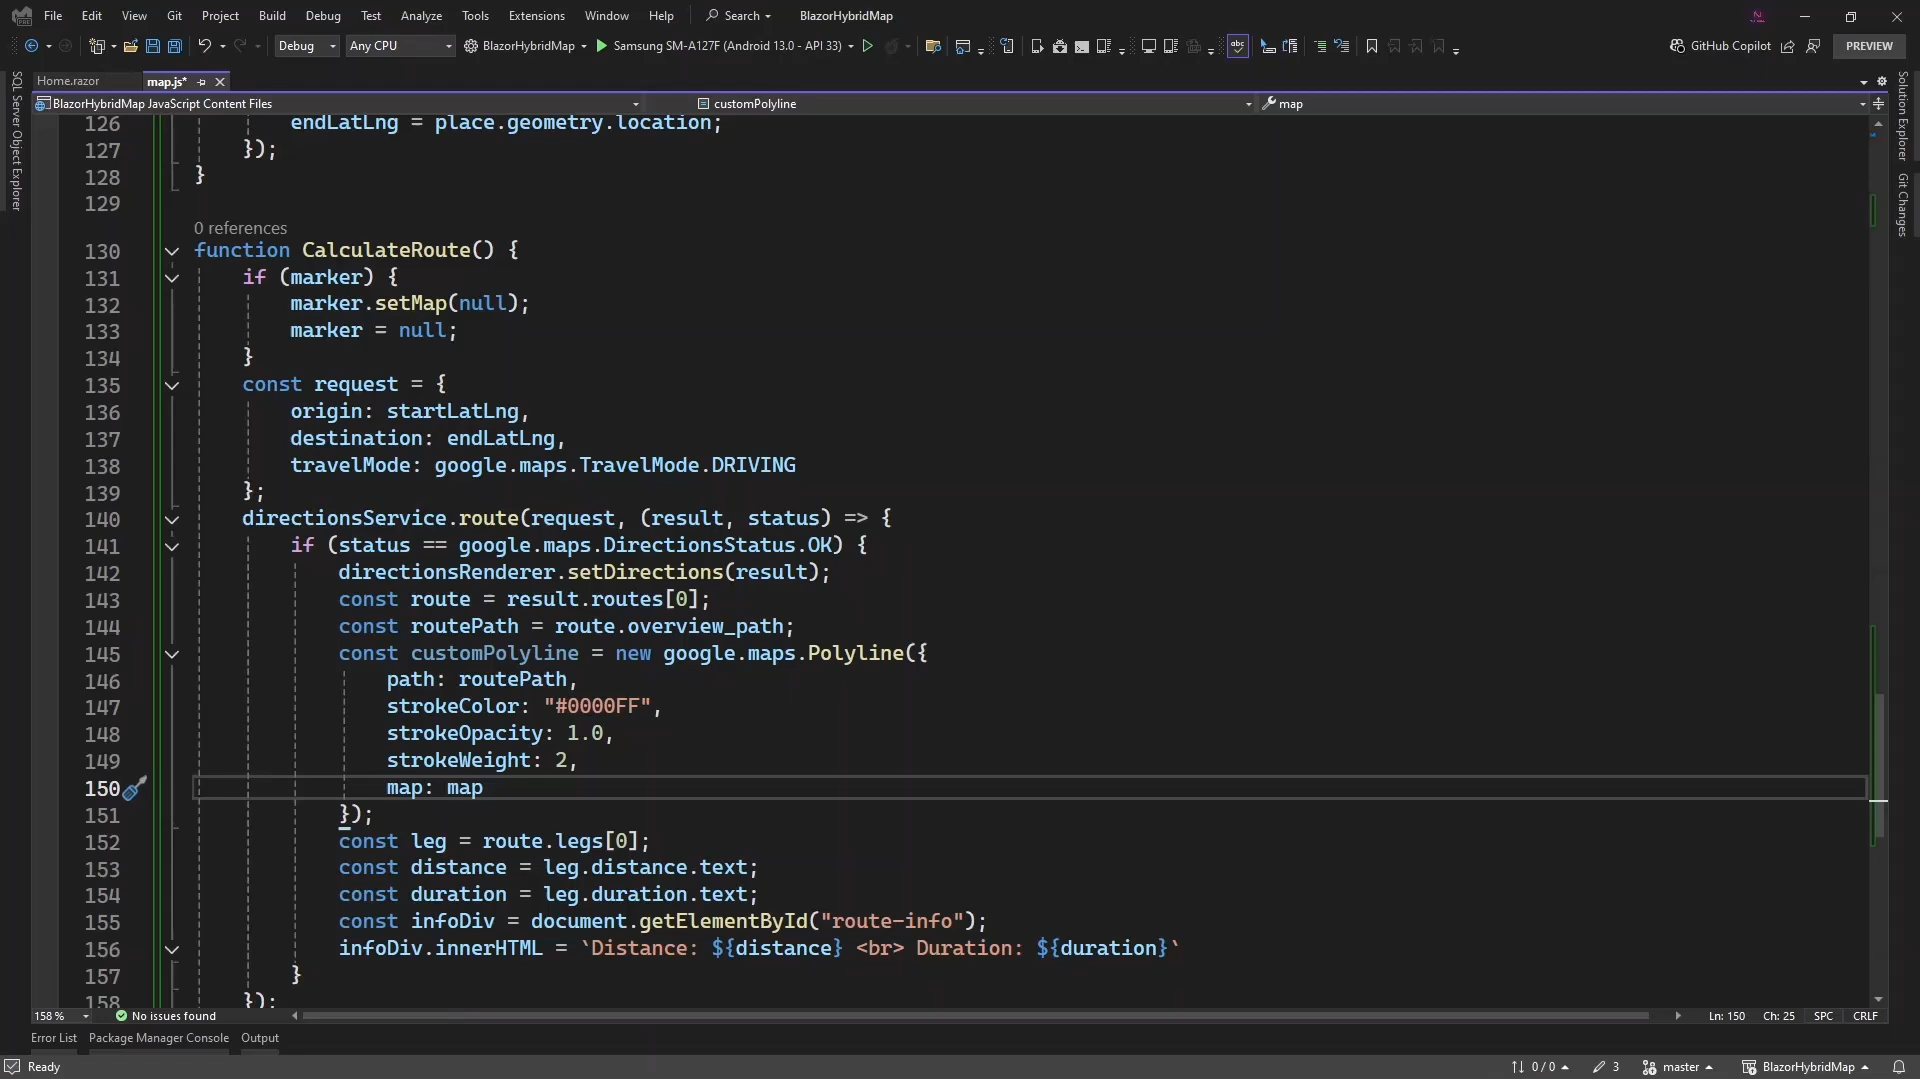 File Edit View Git Project Build Debug Test Analyze Tools Extensions Window Help Search BlazorHybridMap
Debug Any CPU BlazorHybridMap Samsung SM-A127F (Android 13.0 - API 33) GitHub Copilot PREVIEW
Home.razor map.js*
BlazorHybridMap JavaScript Content Files customPolyline map
SQL Server Object Explorer
Solution Explorer
Git Changes
126 endLatLng = place.geometry.location;
127 });
128 }
129
0 references
130 function CalculateRoute() {
131 if (marker) {
132 marker.setMap(null);
133 marker = null;
134 }
135 const request = {
136 origin: startLatLng,
137 destination: endLatLng,
138 travelMode: google.maps.TravelMode.DRIVING
139 };
140 directionsService.route(request, (result, status) => {
141 if (status == google.maps.DirectionsStatus.OK) {
142 directionsRenderer.setDirections(result);
143 const route = result.routes[0];
144 const routePath = route.overview_path;
145 const customPolyline = new google.maps.Polyline({
146 path: routePath,
147 strokeColor: "#0000FF",
148 strokeOpacity: 1.0,
149 strokeWeight: 2,
150 map: map
151 });
152 const leg = route.legs[0];
153 const distance = leg.distance.text;
154 const duration = leg.duration.text;
155 const infoDiv = document.getElementById("route-info");
156 infoDiv.innerHTML = `Distance: ${distance} <br> Duration: ${duration}`
157 }
158 });
158 % No issues found Ln: 150 Ch: 25 SPC CRLF
Error List Package Manager Console Output
Ready 0 / 0 3 master BlazorHybridMap